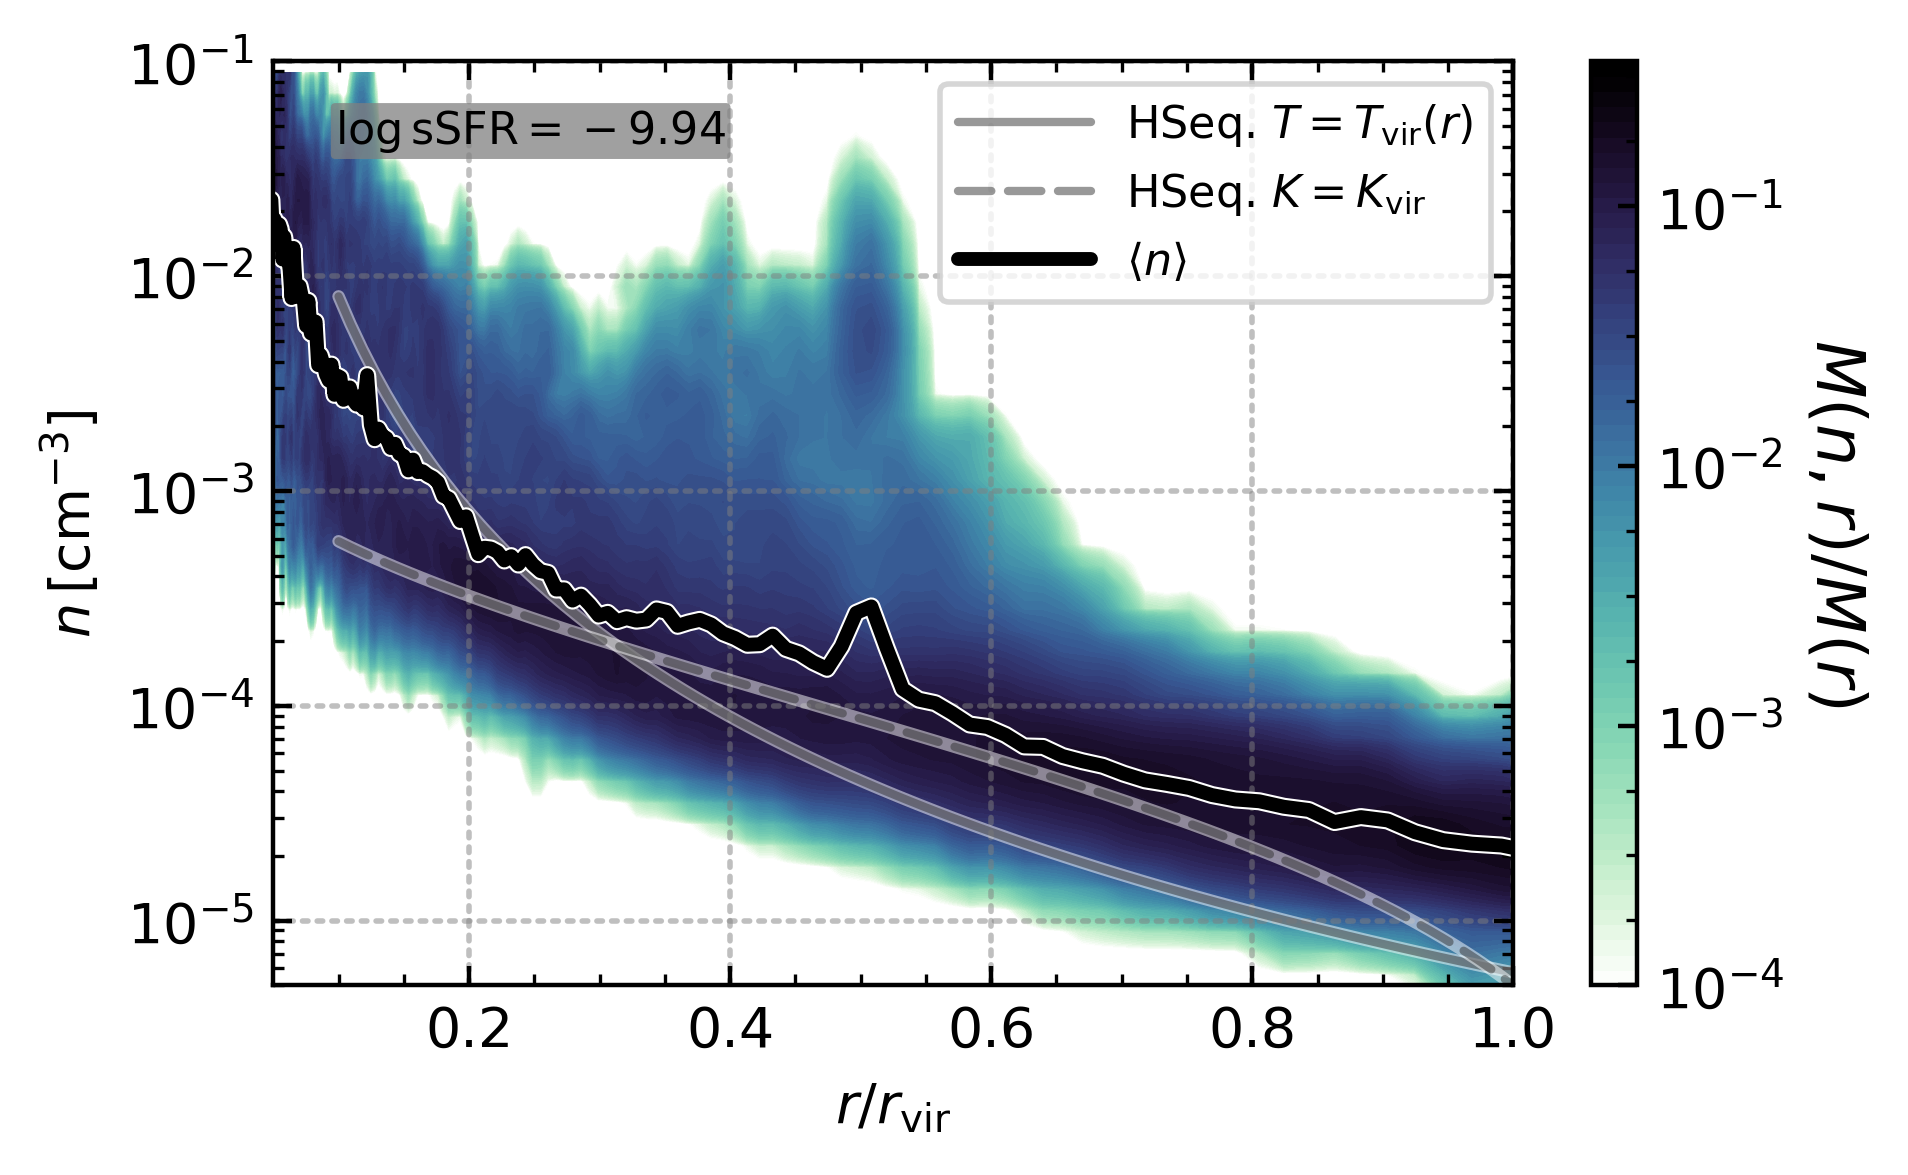 10⁻¹
10⁻²
10⁻³
10⁻⁴
10⁻⁵
n [cm⁻³]
log sSFR = −9.94
HSeq. T = T_vir(r)
HSeq. K = K_vir
⟨n⟩
0.2 0.4 0.6 0.8 1.0
r/r_vir
10⁻¹
10⁻²
10⁻³
10⁻⁴
M(n, r)/M(r)